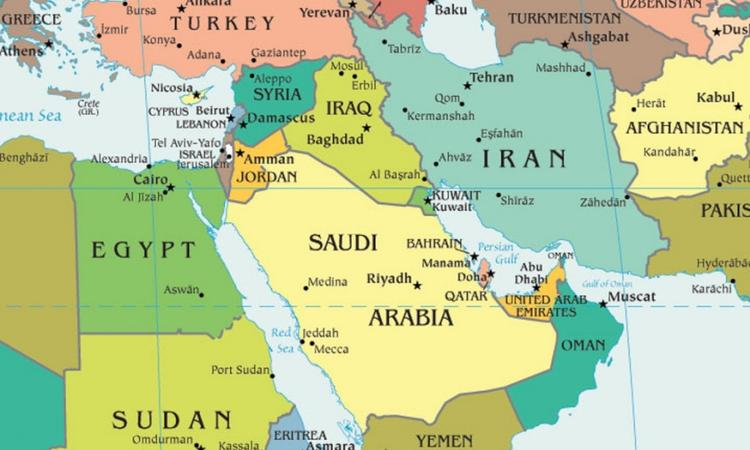 GREECE
Athens
Bursa
Ankara
İzmir
TURKEY
Konya
Adana
Gaziantep
Yerevan
Baku
TURKMENISTAN
Ashgabat
UZBEKISTAN
Dush
Tabrīz
Mashhad
Tehran
Qom
Kermanshah
Eşfahān
Ahvāz
IRAN
Shīrāz
Zāhedān
Herāt
Kabul
AFGHANISTAN
Kandahār
Quett
PAKIS
Hyderābā
Karāchi
Nicosia
CYPRUS
Crete
(GR.)
nean Sea
Aleppo
SYRIA
Beirut
LEBANON
Damascus
Mosul
Erbil
IRAQ
Baghdad
Al Başrah
Tel Aviv-Yafo
ISRAEL
Jerusalem
Amman
JORDAN
KUWAIT
Kuwait
Benghāzī
Alexandria
Cairo
Al Jīzah
EGYPT
Aswān
SAUDI
ARABIA
Medina
Riyadh
Jeddah
Mecca
Red
Sea
BAHRAIN
Manama
Persian
Gulf
Doha
QATAR
Abu
Dhabi
UNITED ARAB
EMIRATES
OMAN
Gulf of Oman
Muscat
OMAN
Port Sudan
SUDAN
Omdurman
Kassala
ERITREA
Asmara
YEMEN